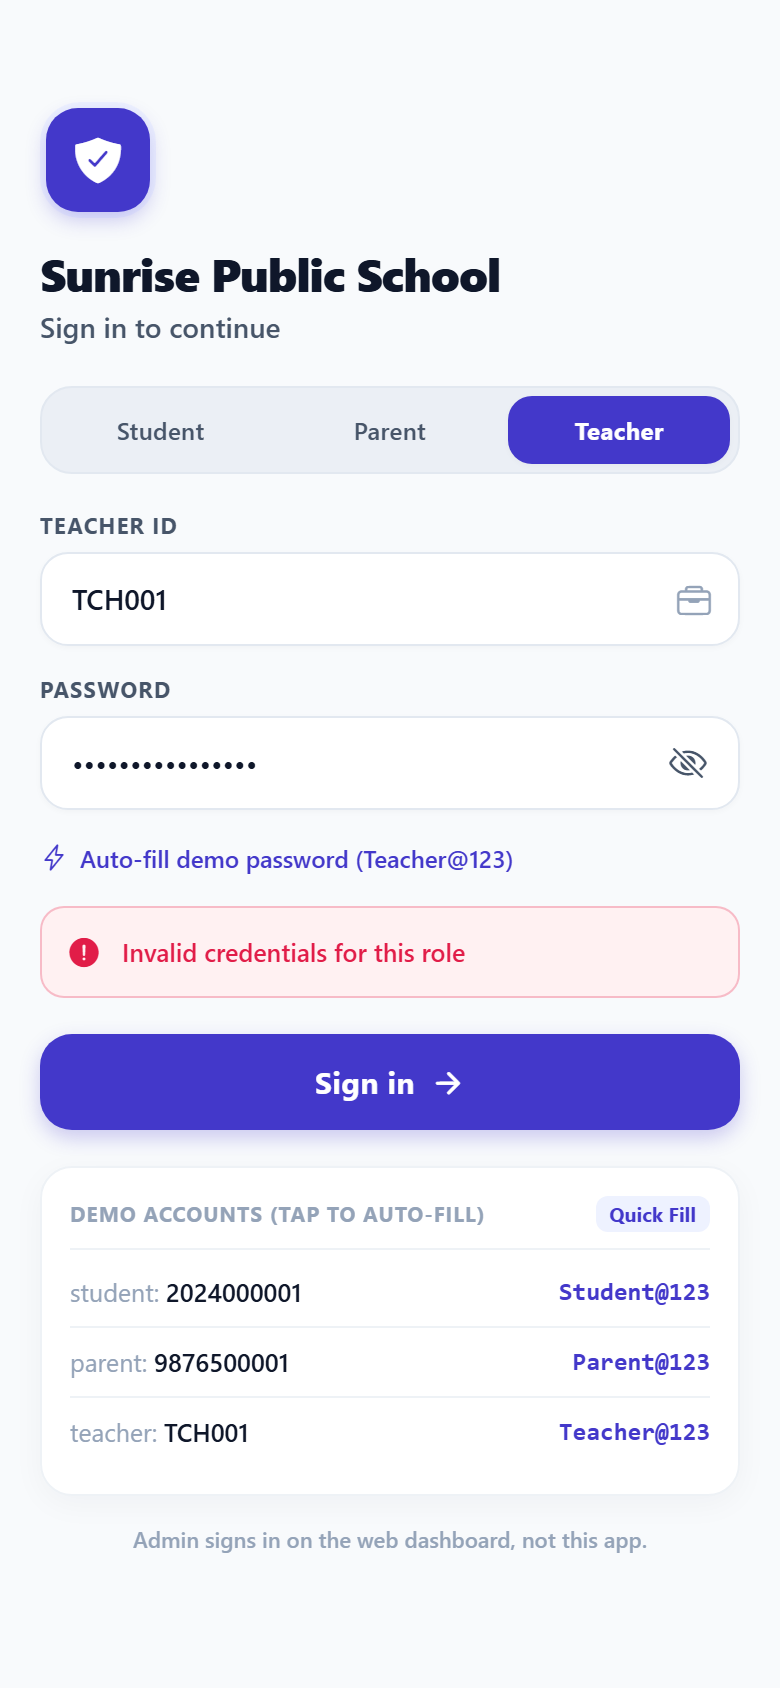 Sunrise Public School
Sign in to continue
Student Parent Teacher
TEACHER ID
TCH001
PASSWORD
••••••••••••••••
Auto-fill demo password (Teacher@123)
Invalid credentials for this role
Sign in →
DEMO ACCOUNTS (TAP TO AUTO-FILL) Quick Fill
student: 2024000001 Student@123
parent: 9876500001 Parent@123
teacher: TCH001 Teacher@123
Admin signs in on the web dashboard, not this app.